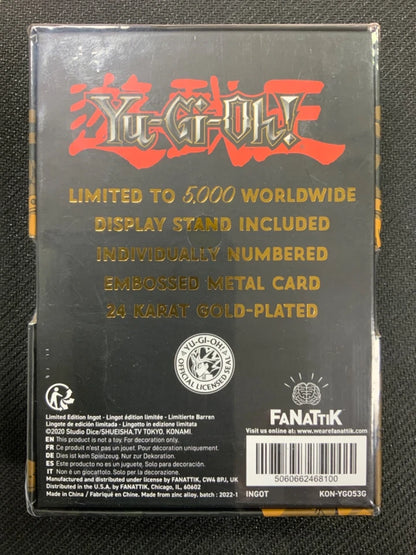 遊戯王
Yu-Gi-Oh!
LIMITED TO 5,000 WORLDWIDE
DISPLAY STAND INCLUDED
INDIVIDUALLY NUMBERED
EMBOSSED METAL CARD
24 KARAT GOLD-PLATED
YU-GI-OH!
OFFICIAL LICENSED SEAL
FANATTIK
Visit us online at: www.wearefanattik.com
Limited Edition Ingot - Lingot édition limitée - Limitierte Barren
Lingote de edición limitada - Lingotto in edizione limitata
©2020 Studio Dice/SHUEISHA.TV TOKYO. KONAMI.
EN This product is not a toy. For decoration only.
FR Ce produit n'est pas un jouet. Pour décoration uniquement.
DE Dies ist kein Spielzeug. Nur zur Dekoration.
ES Este producto no es un juguete. Solo para decoración.
IT Non è un giocattolo. Solo per la decorazione.
Manufactured and distributed under license by FANATTIK, CW4 8PJ, UK
Distributed in the U.S.A. by FANATTIK, Chicago, IL, 60602
Made in China / Fabriqué en Chine. Made from zinc alloy, batch : 2022-1
5060662468100
INGOT KON-YGO53G